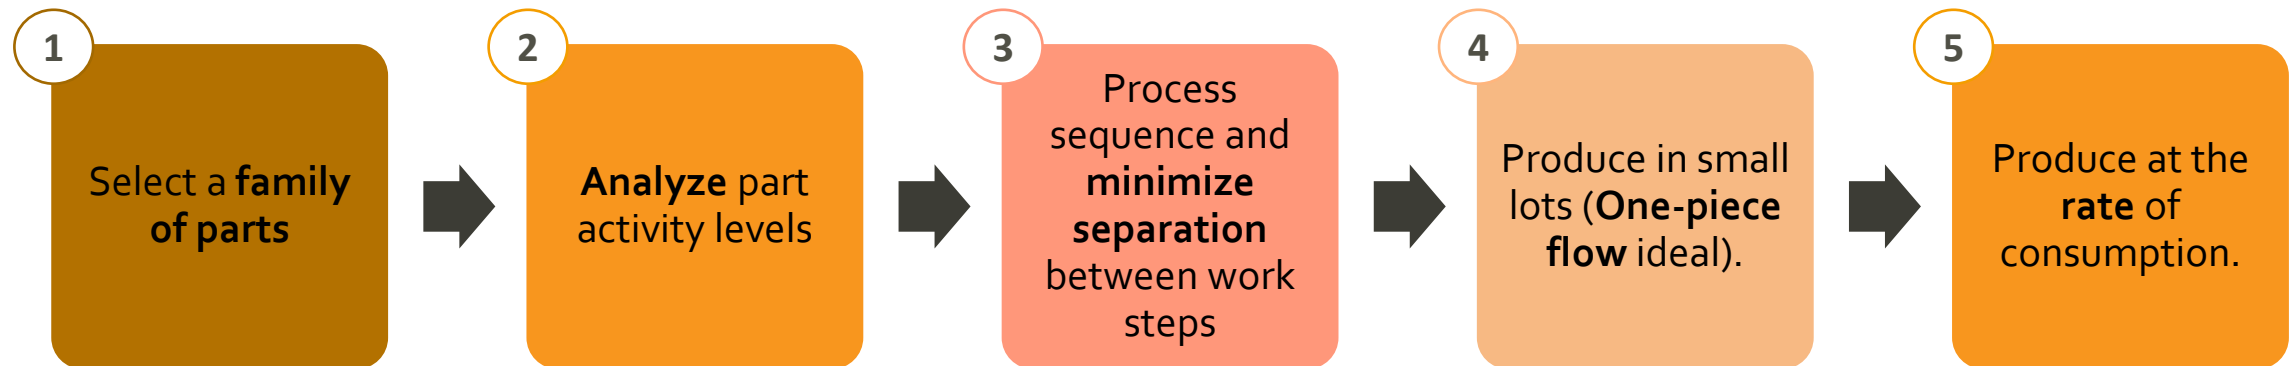 1
Select a family
of parts
2
Analyze part
activity levels
3
Process
sequence and
minimize
separation
between work
steps
4
Produce in small
lots (One-piece
flow ideal).
5
Produce at the
rate of
consumption.